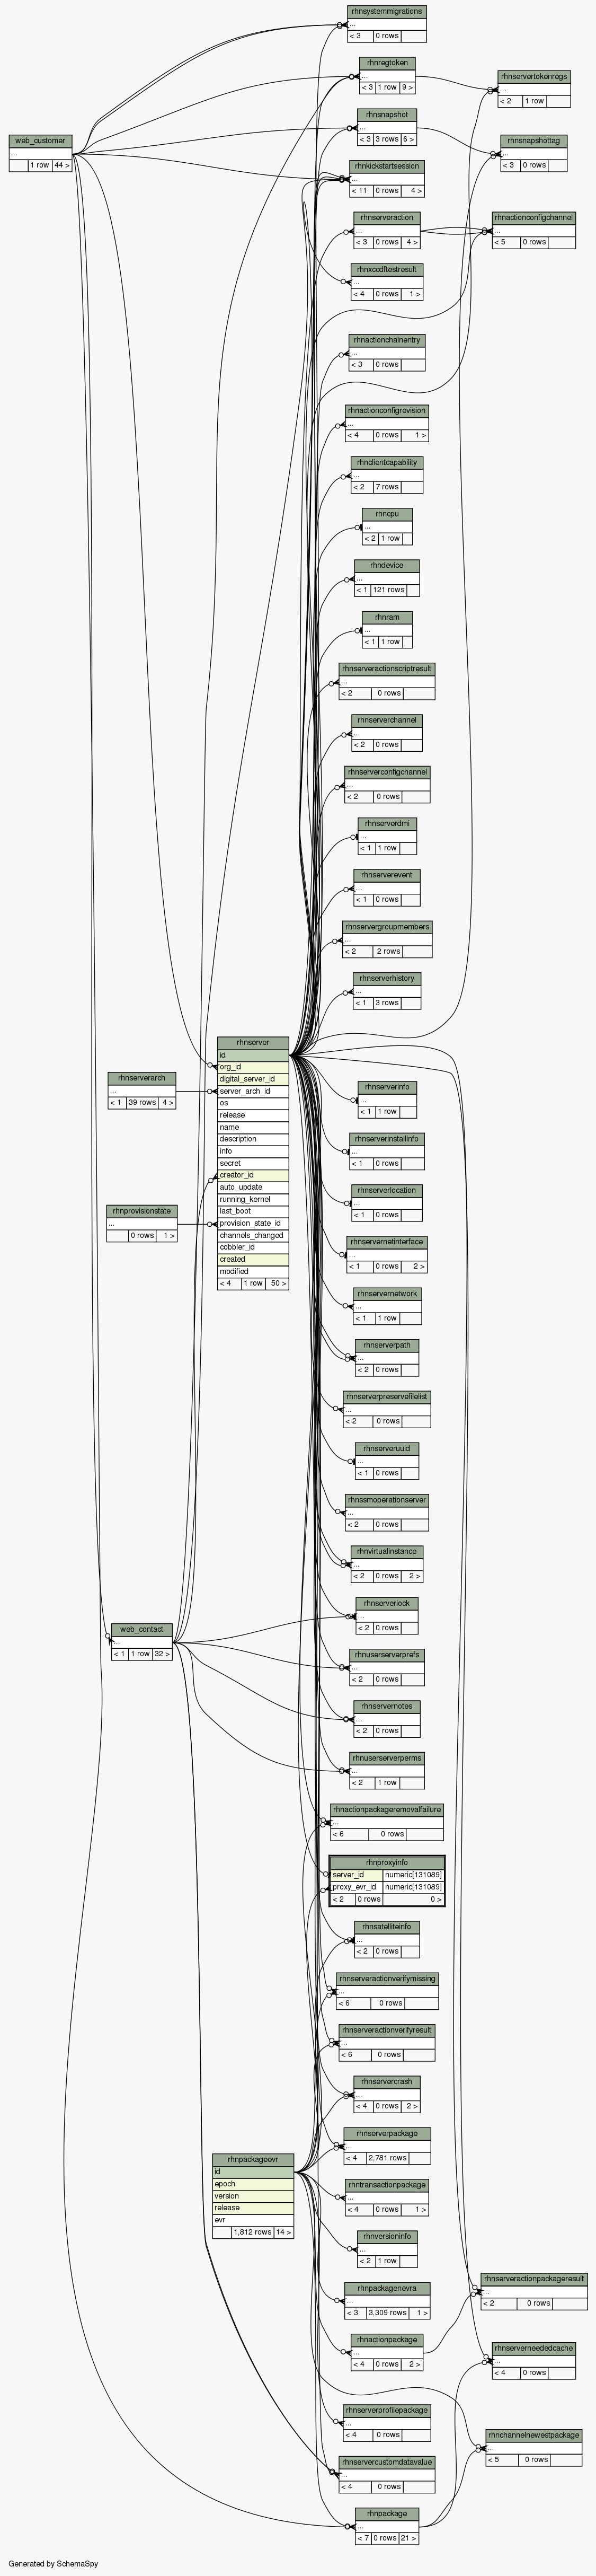 rhnsystemmigrations
...
< 3 0 rows
rhnregtoken
...
< 3 1 row 9 >
rhnservertokenregs
...
< 2 1 row
rhnsnapshot
...
< 3 3 rows 6 >
web_customer
...
1 row 44 >
rhnsnapshottag
...
< 3 0 rows
rhnkickstartsession
...
< 11 0 rows 4 >
rhnserveraction
...
< 3 0 rows 4 >
rhnactionconfigchannel
...
< 5 0 rows
rhnxccdftestresult
...
< 4 0 rows 1 >
rhnactionchainentry
...
< 3 0 rows
rhnactionconfigrevision
...
< 4 0 rows 1 >
rhnclientcapability
...
< 2 7 rows
rhncpu
...
< 2 1 row
rhndevice
...
< 1 121 rows
rhnram
...
< 1 1 row
rhnserveractionscriptresult
...
< 2 0 rows
rhnserverchannel
...
< 2 0 rows
rhnserverconfigchannel
...
< 2 0 rows
rhnserverdmi
...
< 1 1 row
rhnserverevent
...
< 1 0 rows
rhnservergroupmembers
...
< 2 2 rows
rhnserverhistory
...
< 1 3 rows
rhnserver
id
org_id
digital_server_id
server_arch_id
os
release
name
description
info
secret
creator_id
auto_update
running_kernel
last_boot
provision_state_id
channels_changed
cobbler_id
created
modified
< 4 1 row 50 >
rhnserverarch
...
< 1 39 rows 4 >
rhnprovisionstate
...
0 rows 1 >
rhnserverinfo
...
< 1 1 row
rhnserverinstallinfo
...
< 1 0 rows
rhnserverlocation
...
< 1 0 rows
rhnservernetinterface
...
< 1 0 rows 2 >
rhnservernetwork
...
< 1 1 row
rhnserverpath
...
< 2 0 rows
rhnserverpreservefilelist
...
< 2 0 rows
rhnserveruuid
...
< 1 0 rows
rhnssmoperationserver
...
< 2 0 rows
rhnvirtualinstance
...
< 2 0 rows 2 >
rhnserverlock
...
< 2 0 rows
web_contact
...
< 1 1 row 32 >
rhnuserserverprefs
...
< 2 0 rows
rhnservernotes
...
< 2 0 rows
rhnuserserverperms
...
< 2 1 row
rhnactionpackageremovalfailure
...
< 6 0 rows
rhnproxyinfo
server_id numeric[131089]
proxy_evr_id numeric[131089]
< 2 0 rows 0 >
rhnsatelliteinfo
...
< 2 0 rows
rhnserveractionverifymissing
...
< 6 0 rows
rhnserveractionverifyresult
...
< 6 0 rows
rhnservercrash
...
< 4 0 rows 2 >
rhnserverpackage
...
< 4 2,781 rows
rhnpackageevr
id
epoch
version
release
evr
1,812 rows 14 >
rhntransactionpackage
...
< 4 0 rows 1 >
rhnversioninfo
...
< 2 1 row
rhnpackagenevra
...
< 3 3,309 rows 1 >
rhnserveractionpackageresult
...
< 2 0 rows
rhnactionpackage
...
< 4 0 rows 2 >
rhnserverneededcache
...
< 4 0 rows
rhnserverprofilepackage
...
< 4 0 rows
rhnchannelnewestpackage
...
< 5 0 rows
rhnservercustomdatavalue
...
< 4 0 rows
rhnpackage
...
< 7 0 rows 21 >
Generated by SchemaSpy